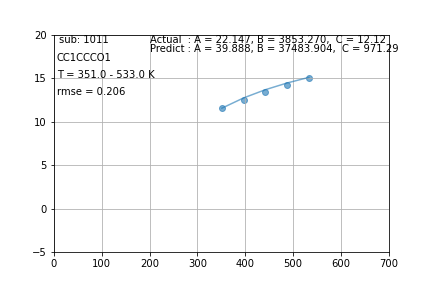 sub: 1011
Actual : A = 22.147, B = 3853.270, C = 12.12
Predict : A = 39.888, B = 37483.904, C = 971.29
CC1CCCO1
T = 351.0 - 533.0 K
rmse = 0.206
20
15
10
5
0
−5
0 100 200 300 400 500 600 700